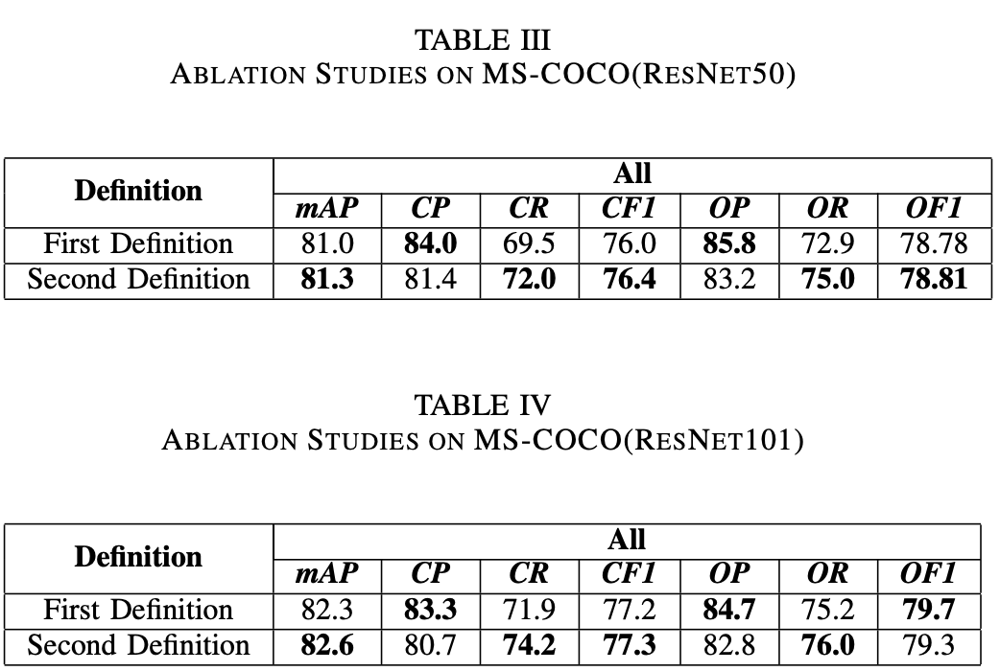 TABLE III
ABLATION STUDIES ON MS-COCO(RESNET50)
Definition All
mAP CP CR CF1 OP OR OF1
First Definition 81.0 84.0 69.5 76.0 85.8 72.9 78.78
Second Definition 81.3 81.4 72.0 76.4 83.2 75.0 78.81
TABLE IV
ABLATION STUDIES ON MS-COCO(RESNET101)
Definition All
mAP CP CR CF1 OP OR OF1
First Definition 82.3 83.3 71.9 77.2 84.7 75.2 79.7
Second Definition 82.6 80.7 74.2 77.3 82.8 76.0 79.3